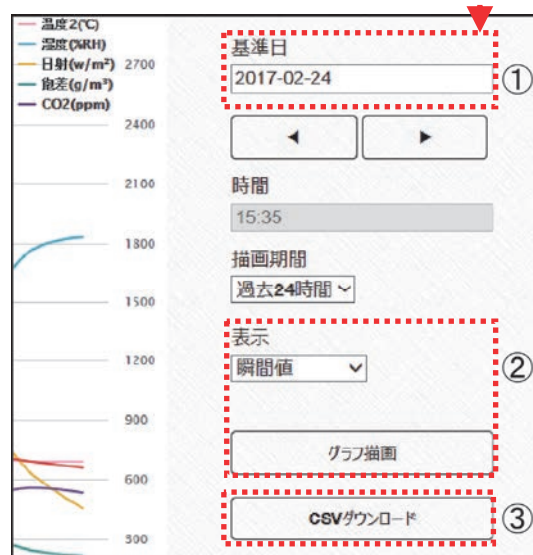 温度2(℃)
湿度(%RH)
日射(w/m²)
飽差(g/m³)
CO2(ppm)
2700
2400
2100
1800
1500
1200
900
600
300
基準日
2017-02-24
①
◀
▶
時間
15:35
描画期間
過去24時間
表示
瞬間値
②
グラフ描画
CSVダウンロード
③